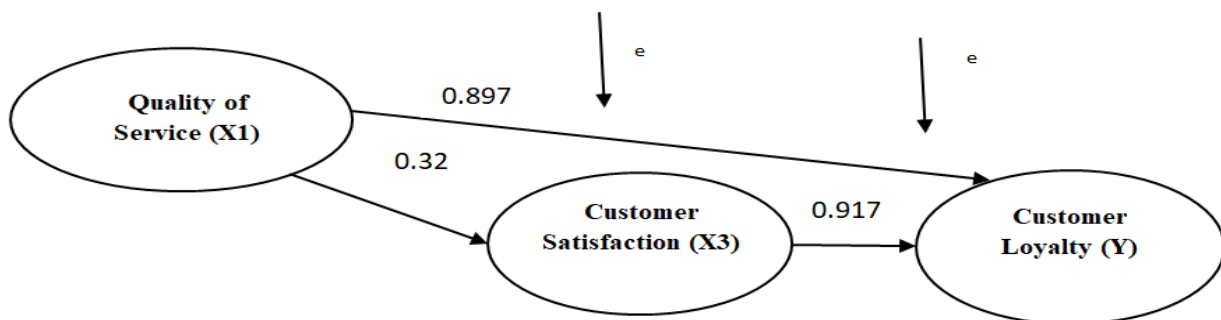 e
e
Quality of
Service (X1)
0.897
0.32
Customer
Satisfaction (X3)
0.917
Customer
Loyalty (Y)